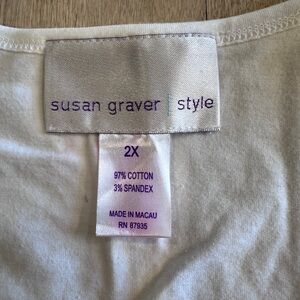 susan graver | style
2X
97% COTTON
3% SPANDEX
MADE IN MACAU
RN 87935